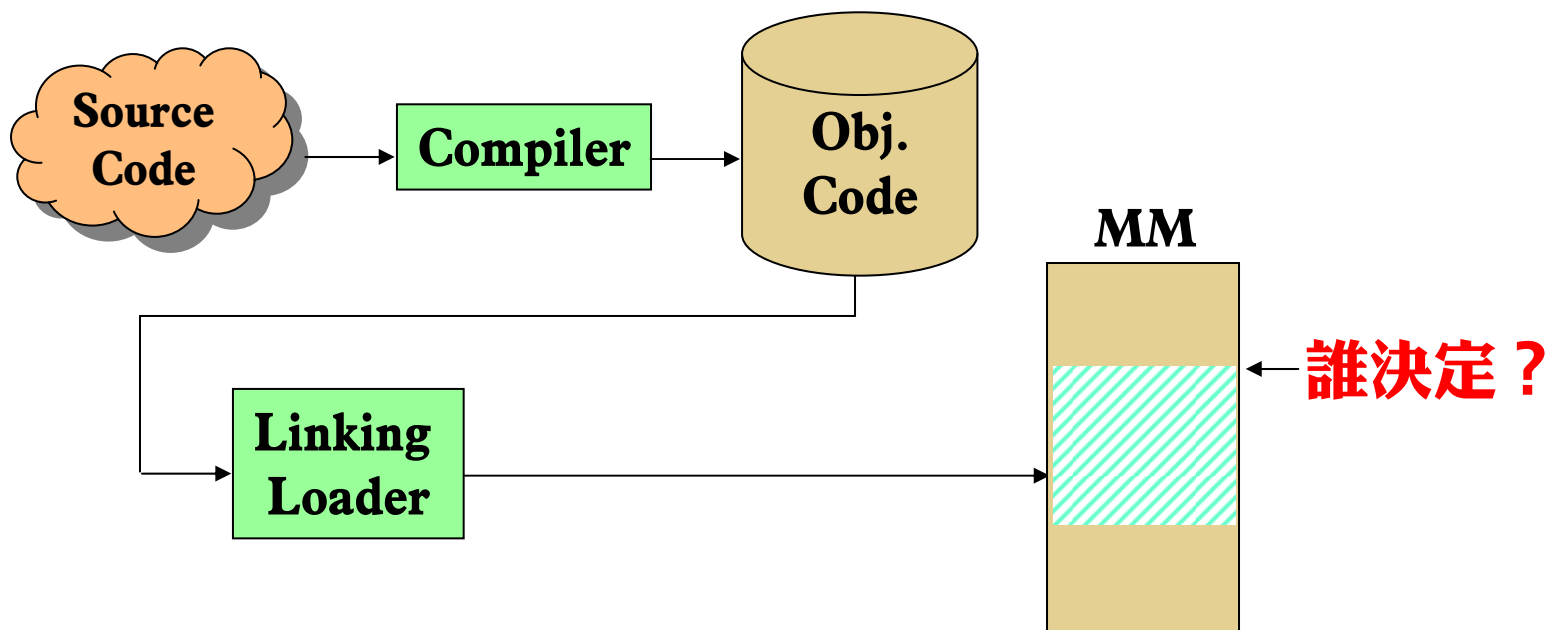 Source
Code
Compiler
Obj.
Code
MM
誰決定？
Linking
Loader